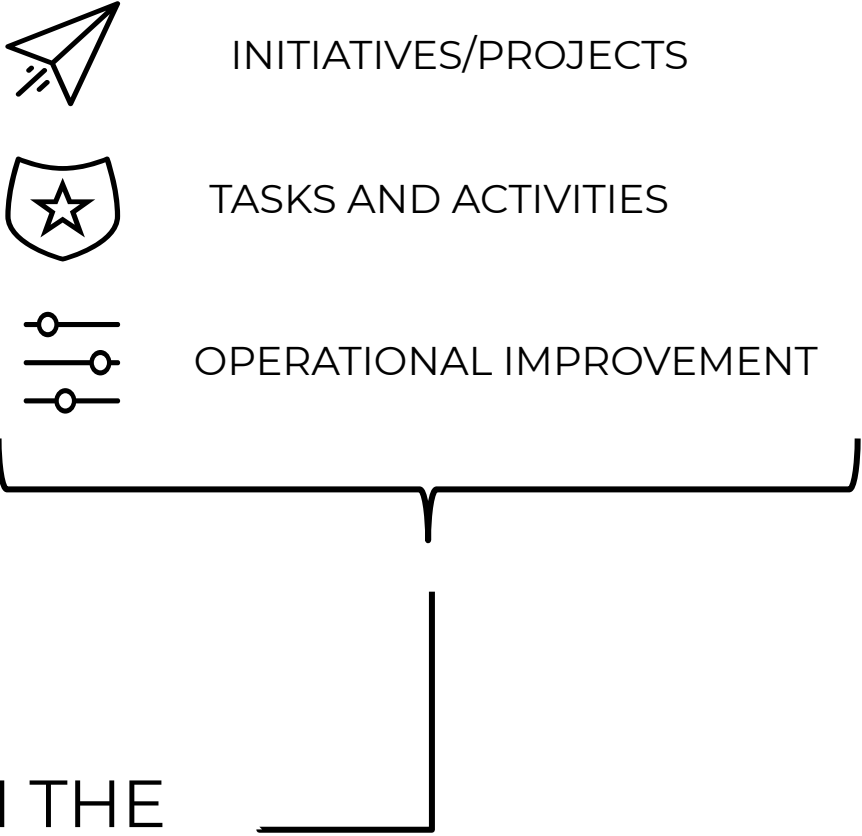 INITIATIVES/PROJECTS
TASKS AND ACTIVITIES
OPERATIONAL IMPROVEMENT
THE